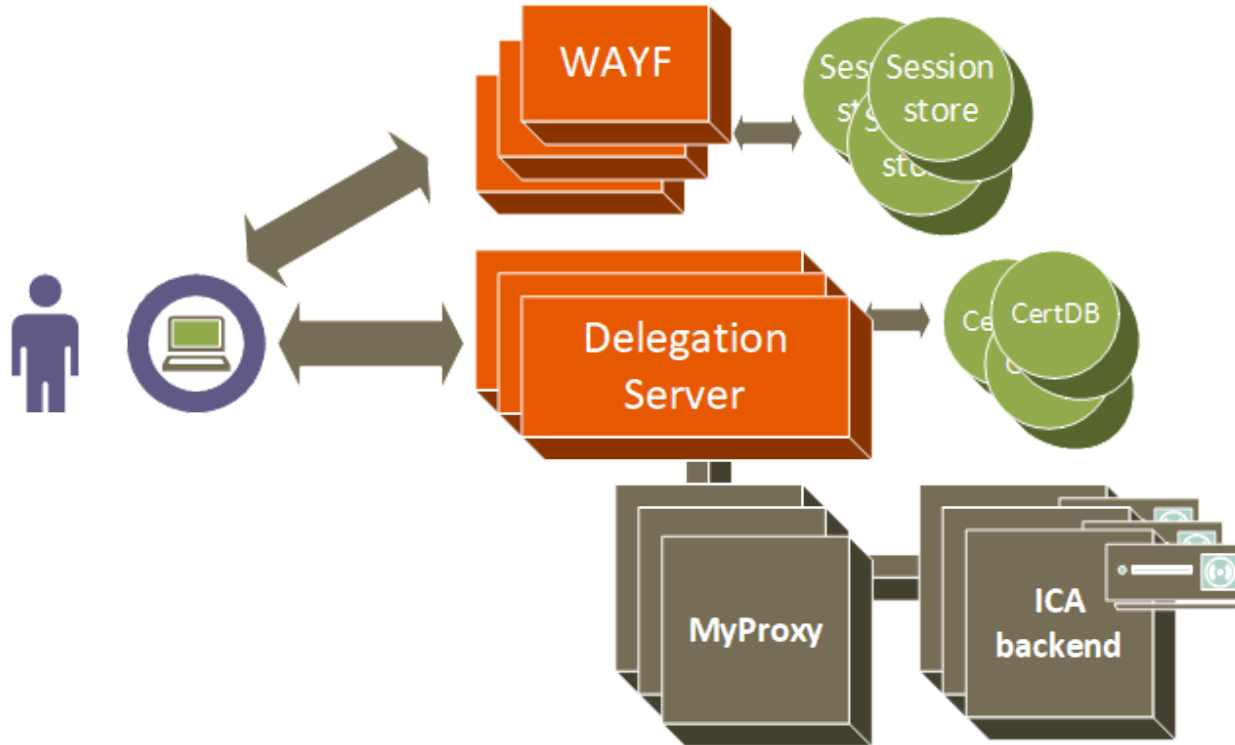 WAYF
Session
store
Delegation
Server
CertDB
MyProxy
ICA
backend